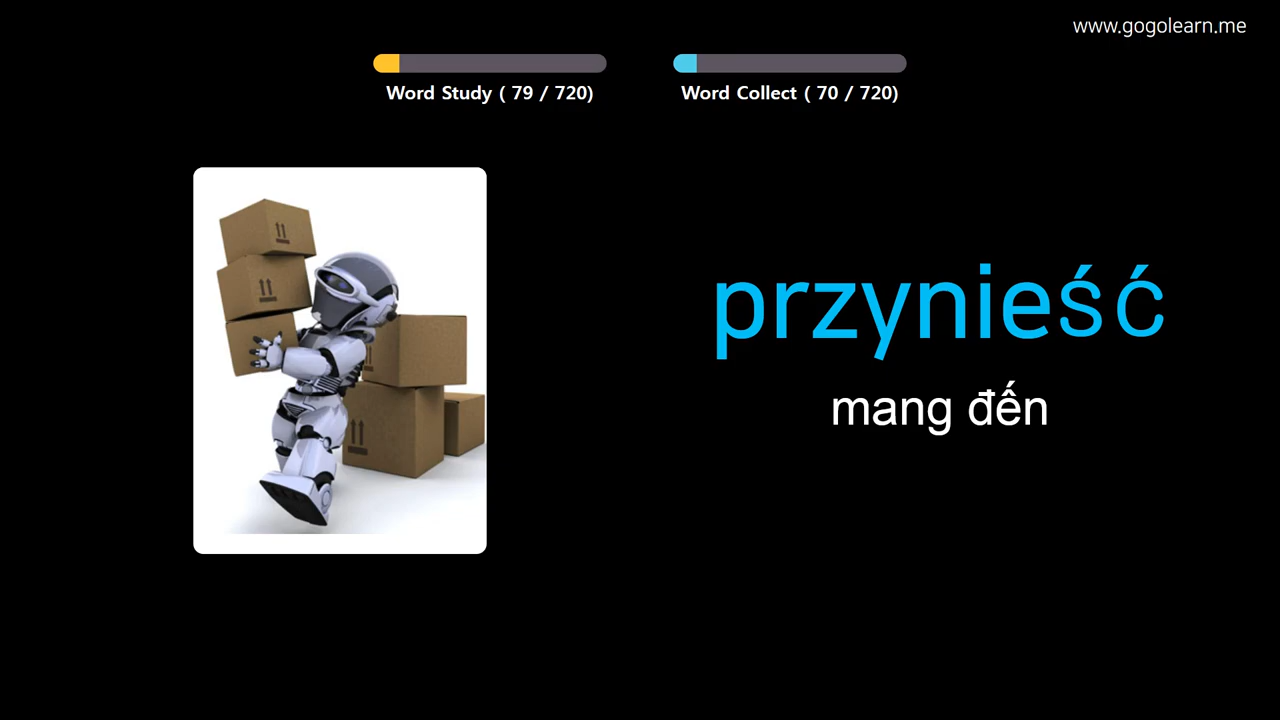 www.gogolearn.me
Word Study ( 79 / 720)
Word Collect ( 70 / 720)
przynieść
mang đến